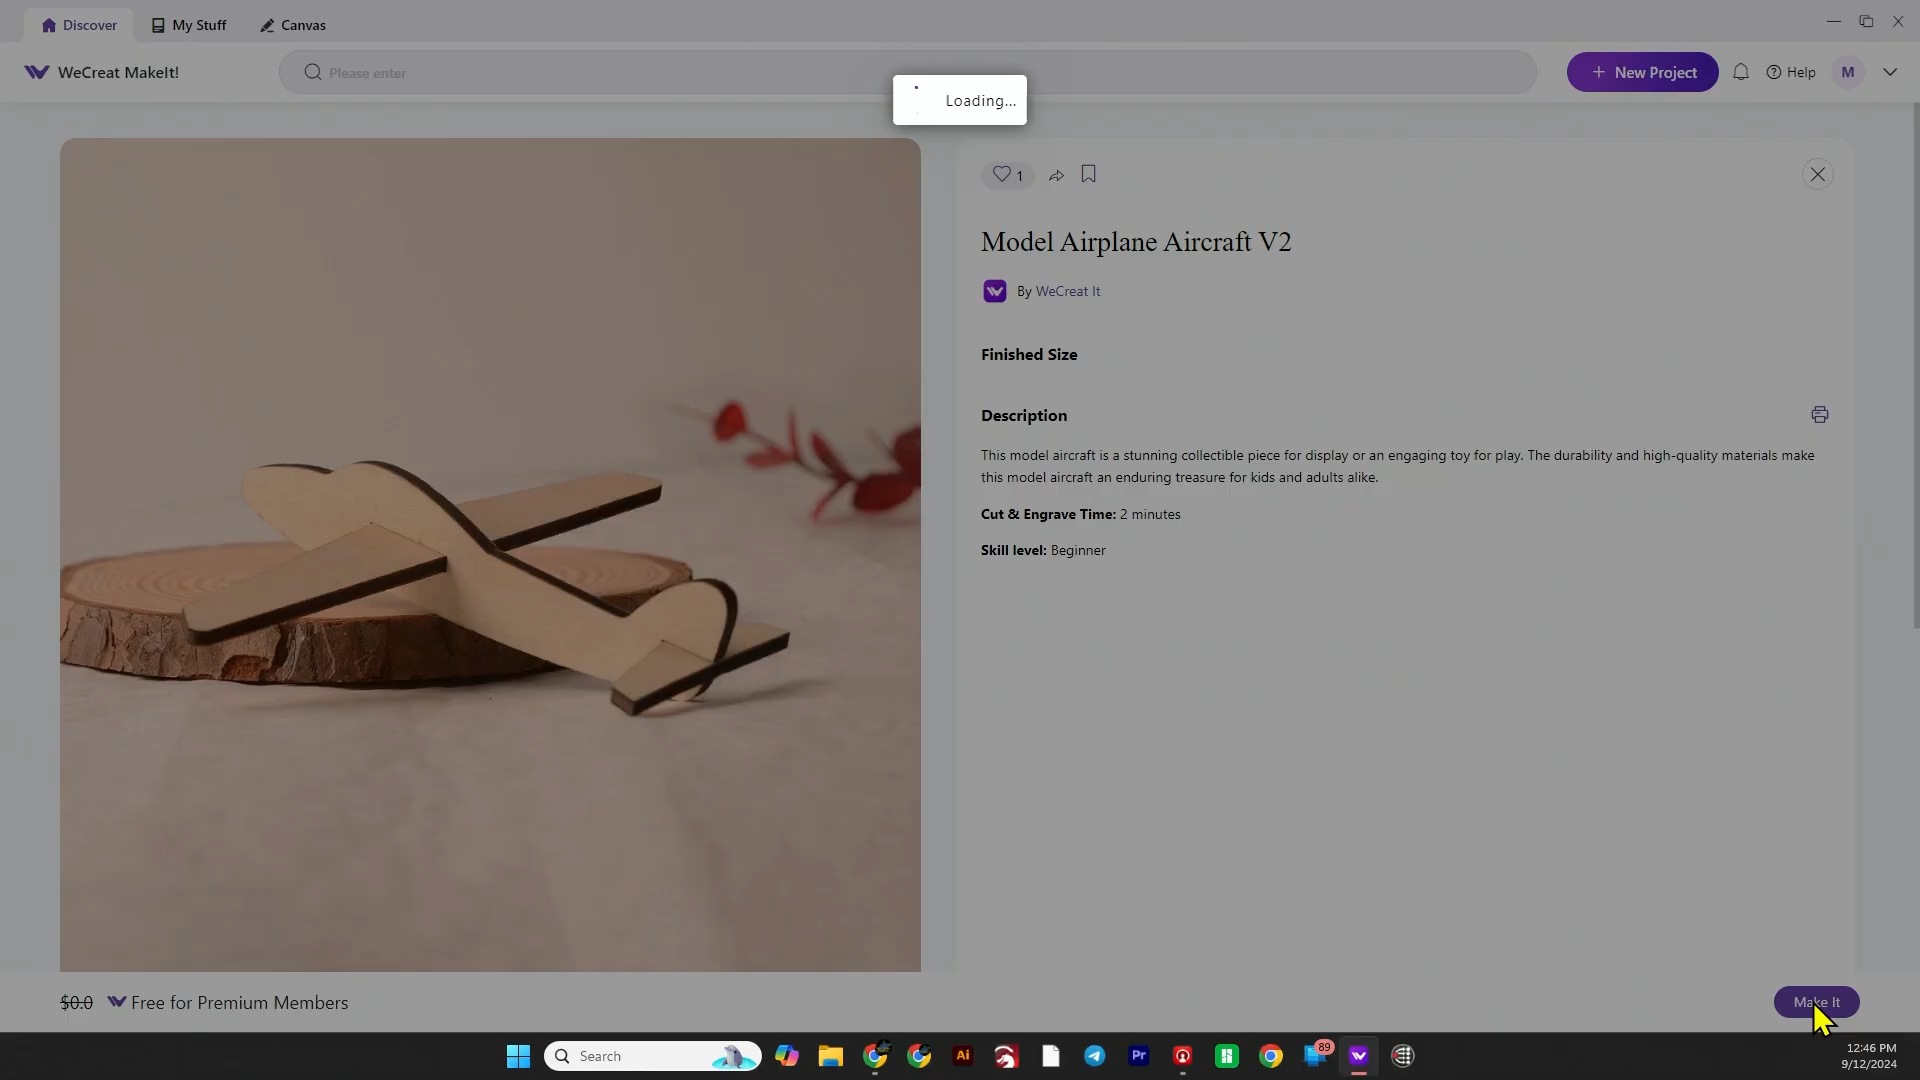 Discover
My Stuff
Canvas
WeCreat MakeIt!
Please enter
New Project
Help
M
Loading...
1
Model Airplane Aircraft V2
By WeCreat It
Finished Size
Description
This model aircraft is a stunning collectible piece for display or an engaging toy for play. The durability and high-quality materials make
this model aircraft an enduring treasure for kids and adults alike.
Cut & Engrave Time: 2 minutes
Skill level: Beginner
$0.0 Free for Premium Members
Make It
Search
Ai
Pr
89
12:46 PM
9/12/2024